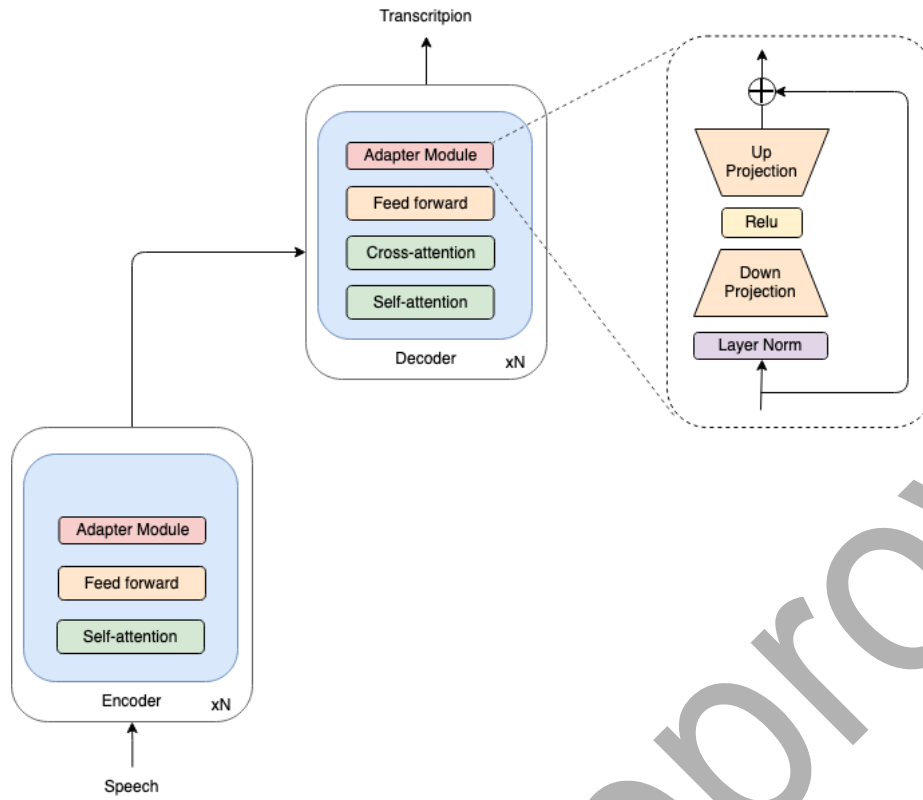 Transcritpion
Adapter Module
Feed forward
Cross-attention
Self-attention
Decoder
xN
Up
Projection
Relu
Down
Projection
Layer Norm
Adapter Module
Feed forward
Self-attention
Encoder
xN
Speech